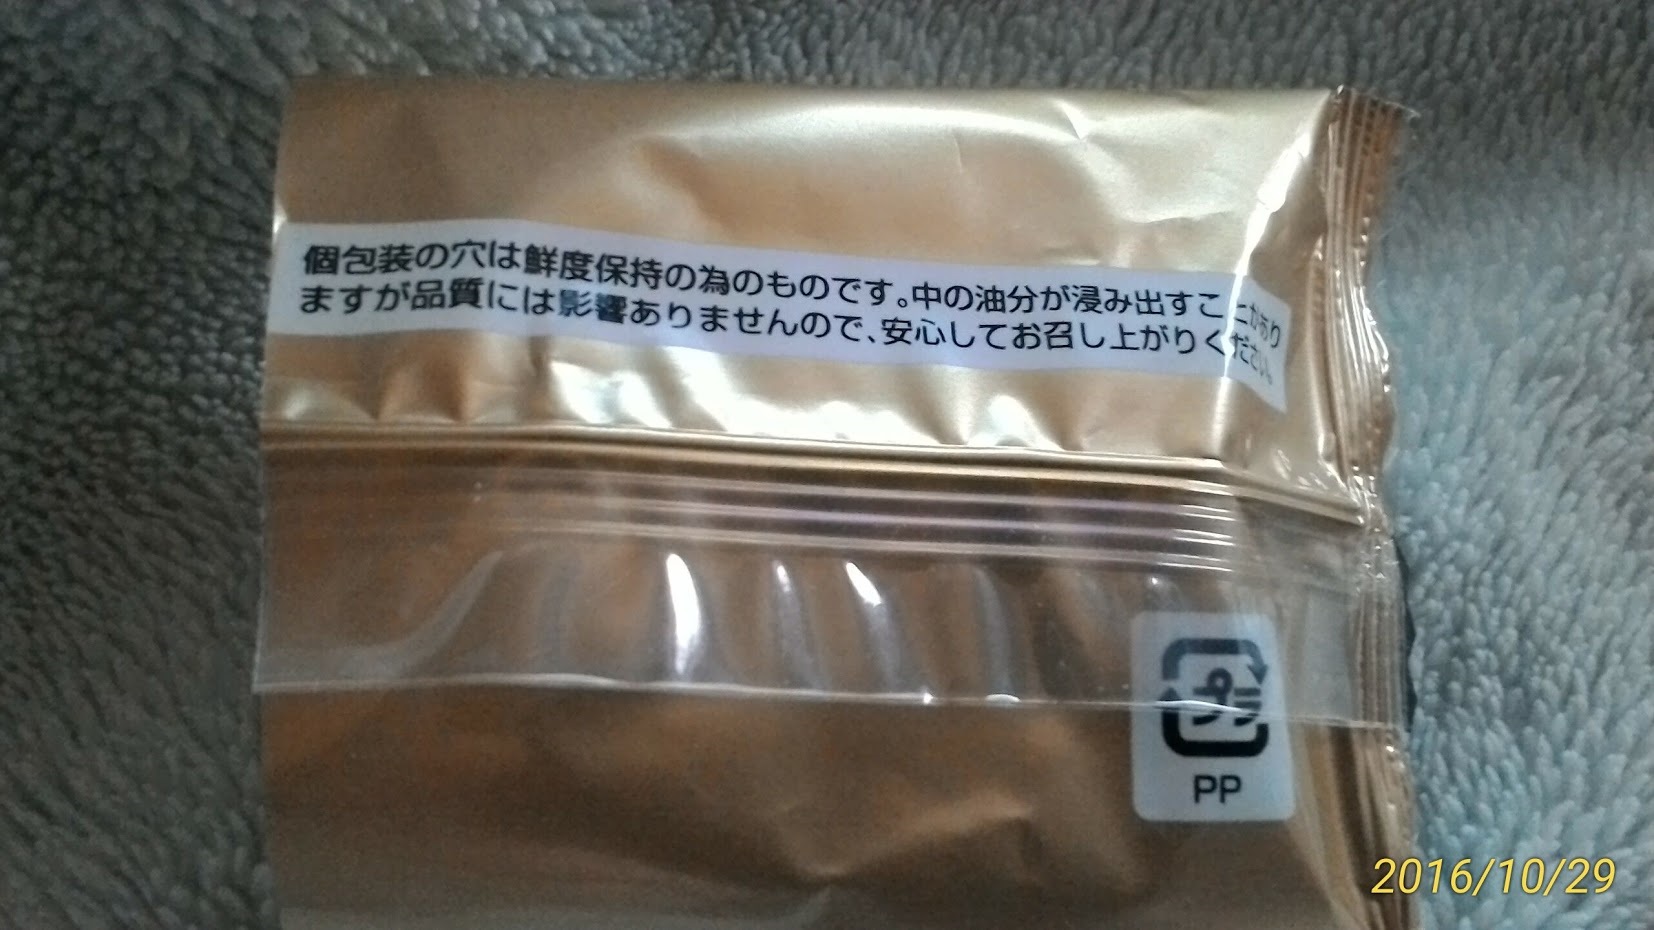 個包装の穴は鮮度保持の為のものです。中の油分が浸み出すことがあり
ますが品質には影響ありませんので、安心してお召し上がりください。
プラ
PP
2016/10/29